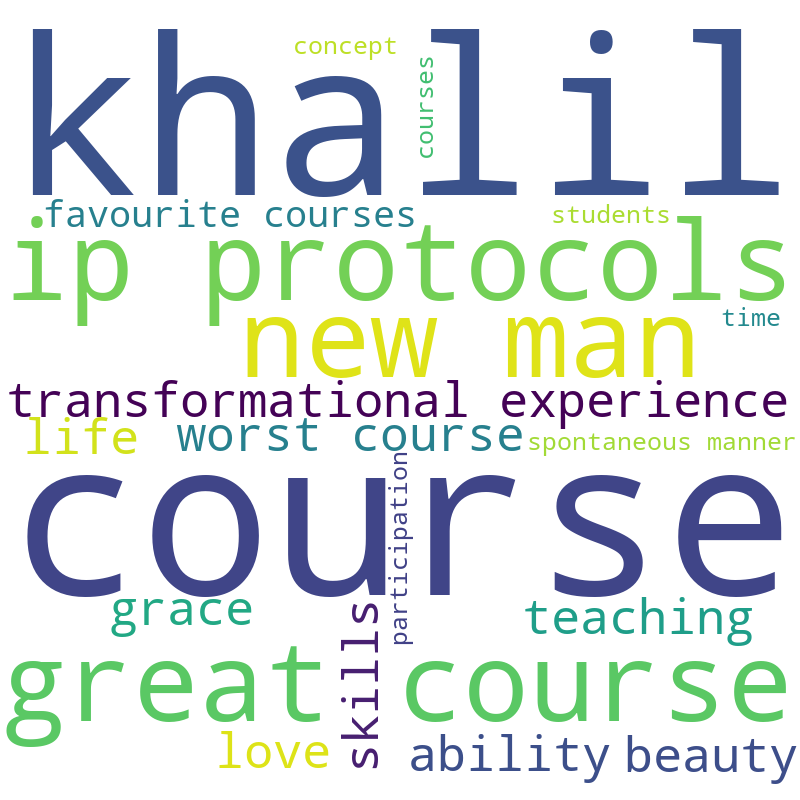 khalil
concept
courses
favourite courses
students
ip protocols
new man
time
transformational experience
life
worst course
spontaneous manner
course
participation
grace
skills
teaching
great course
love
ability
beauty